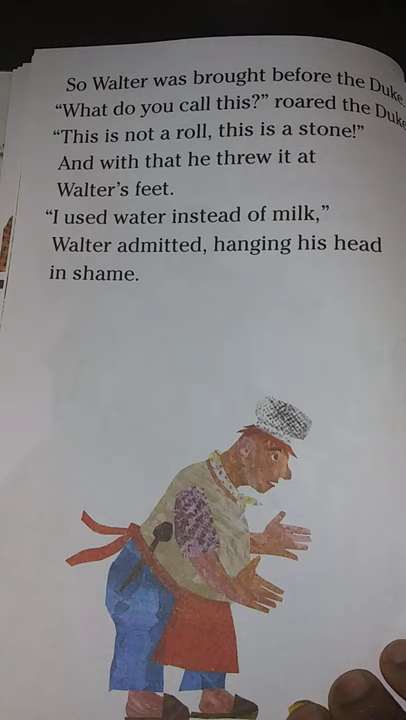 So Walter was brought before the Duke.
“What do you call this?” roared the Duke
“This is not a roll, this is a stone!”
And with that he threw it at
Walter’s feet.
“I used water instead of milk,”
Walter admitted, hanging his head
in shame.